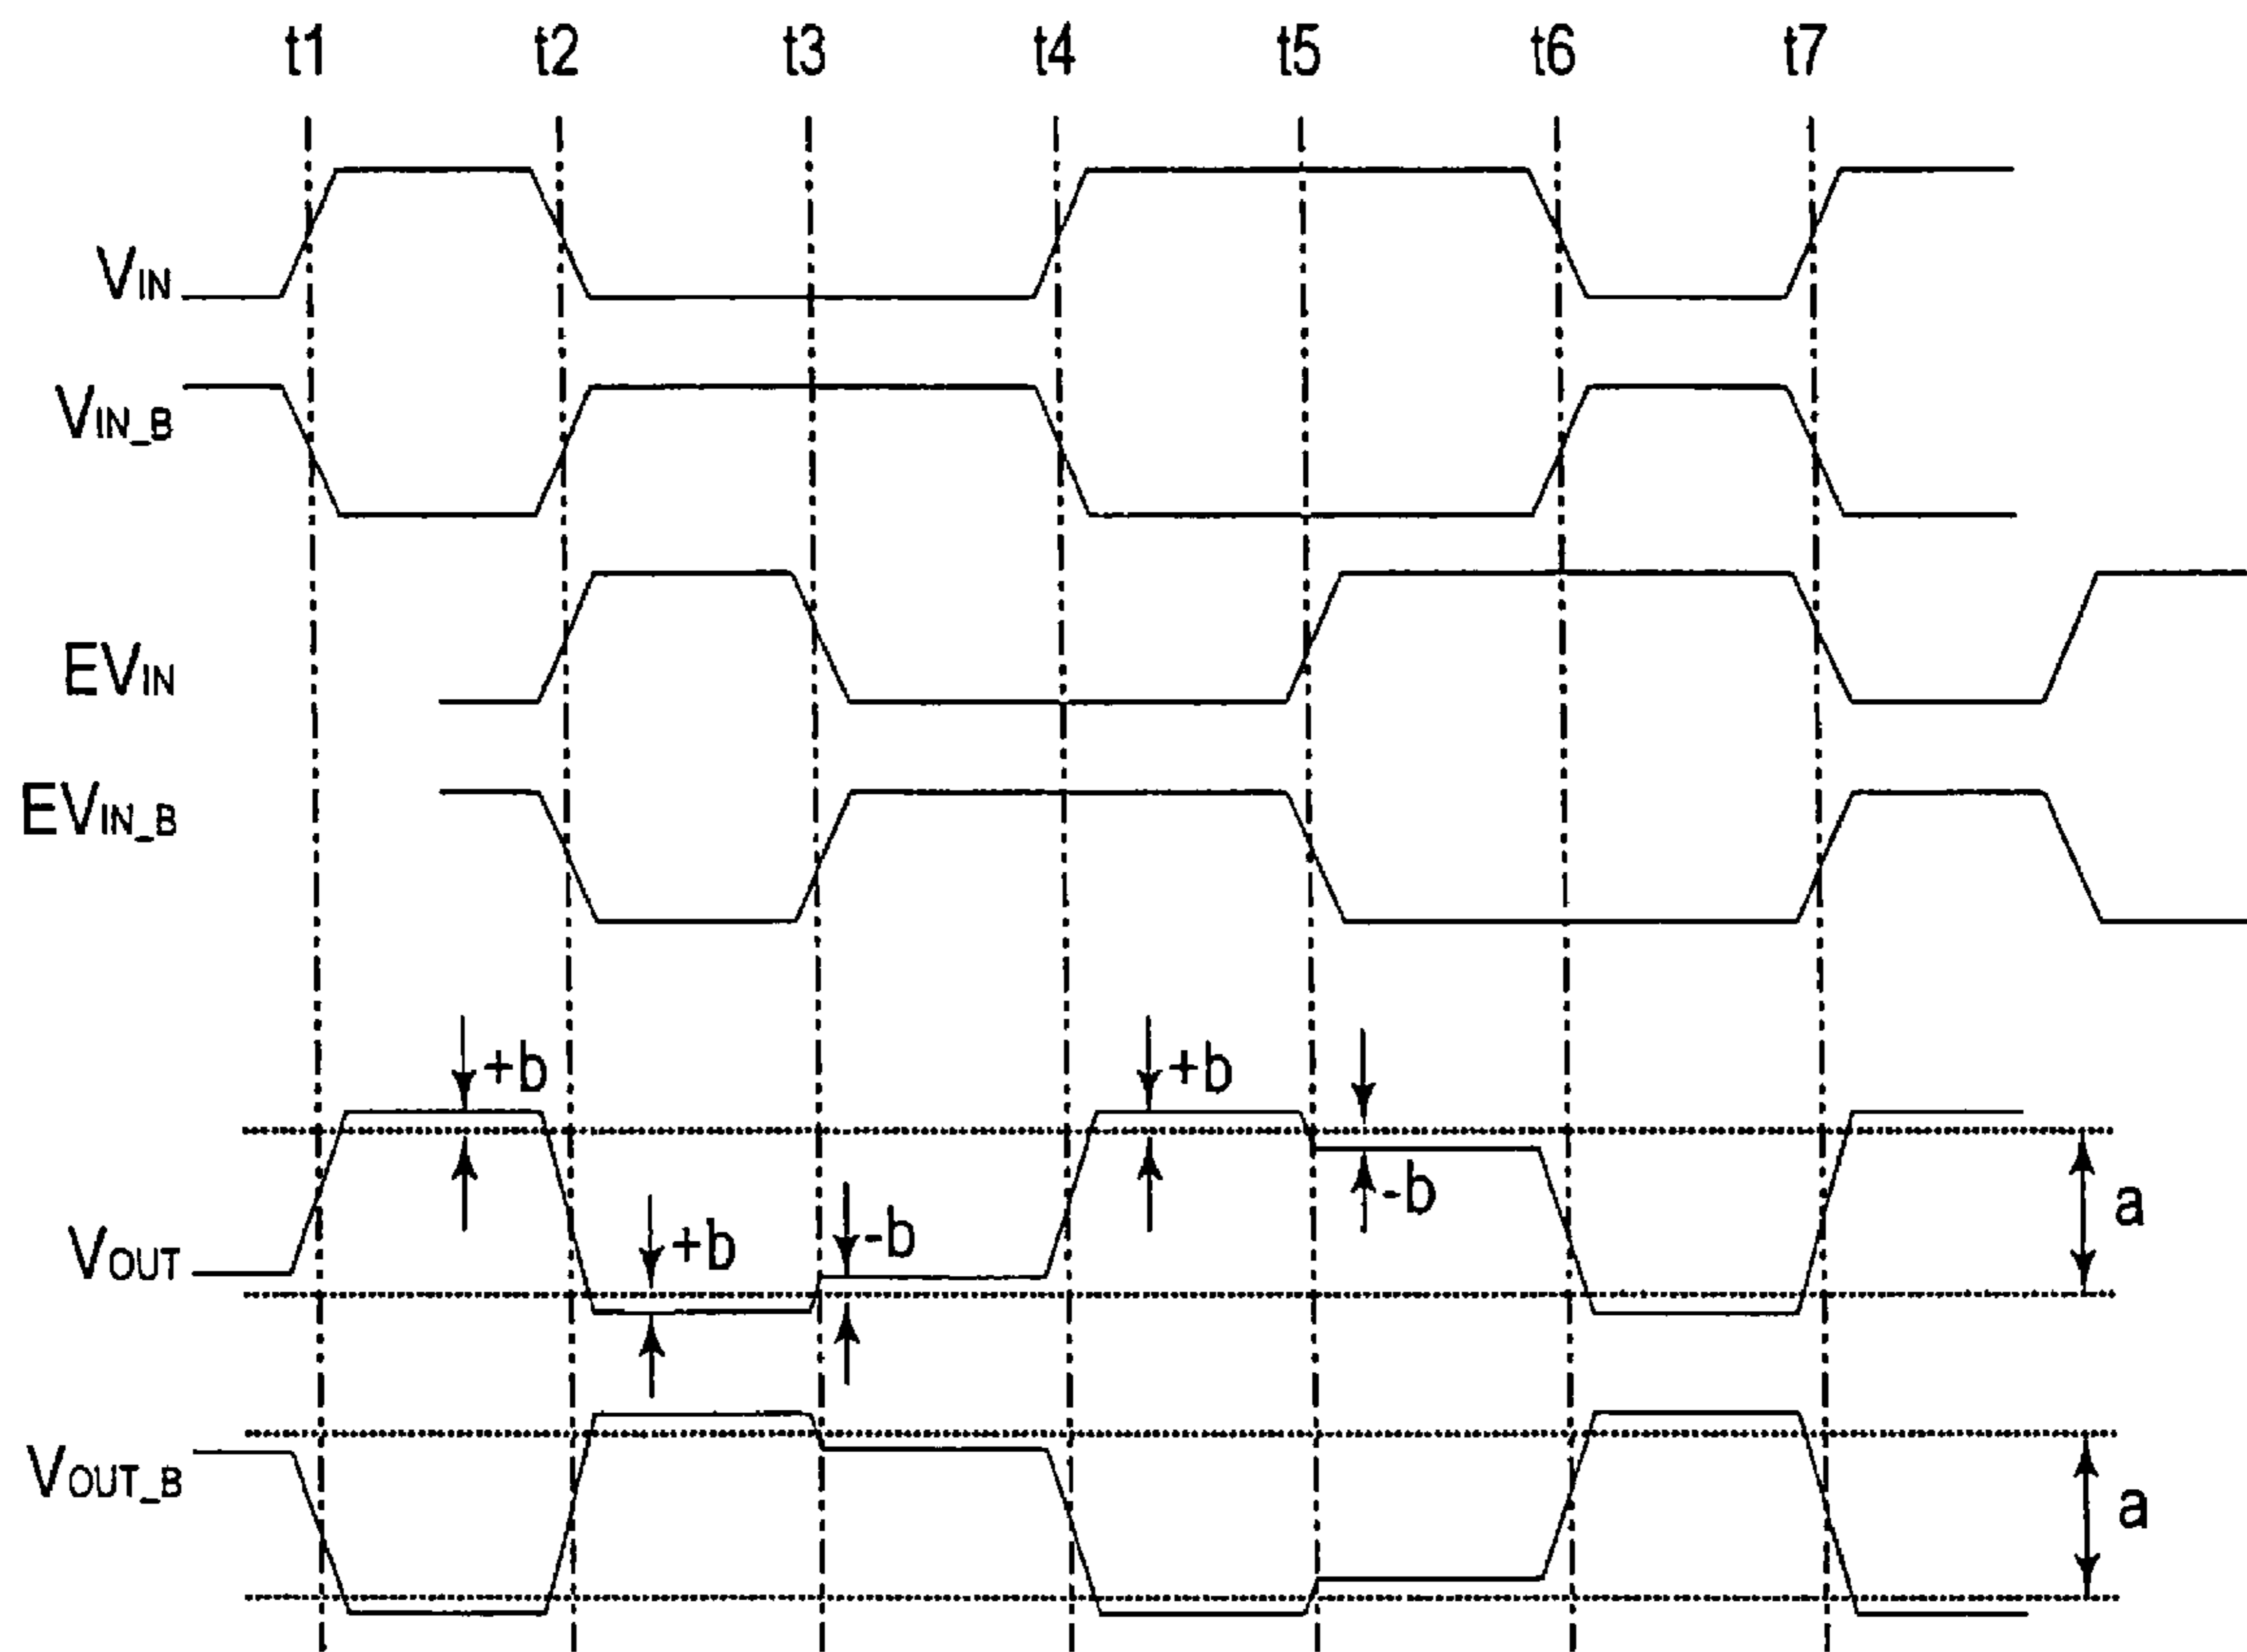 t1 t2 t3 t4 t5 t6 t7
VIN
VIN_B
EVIN
EVIN_B
+b +b
-b
+b -b a
VOUT
VOUT_B a